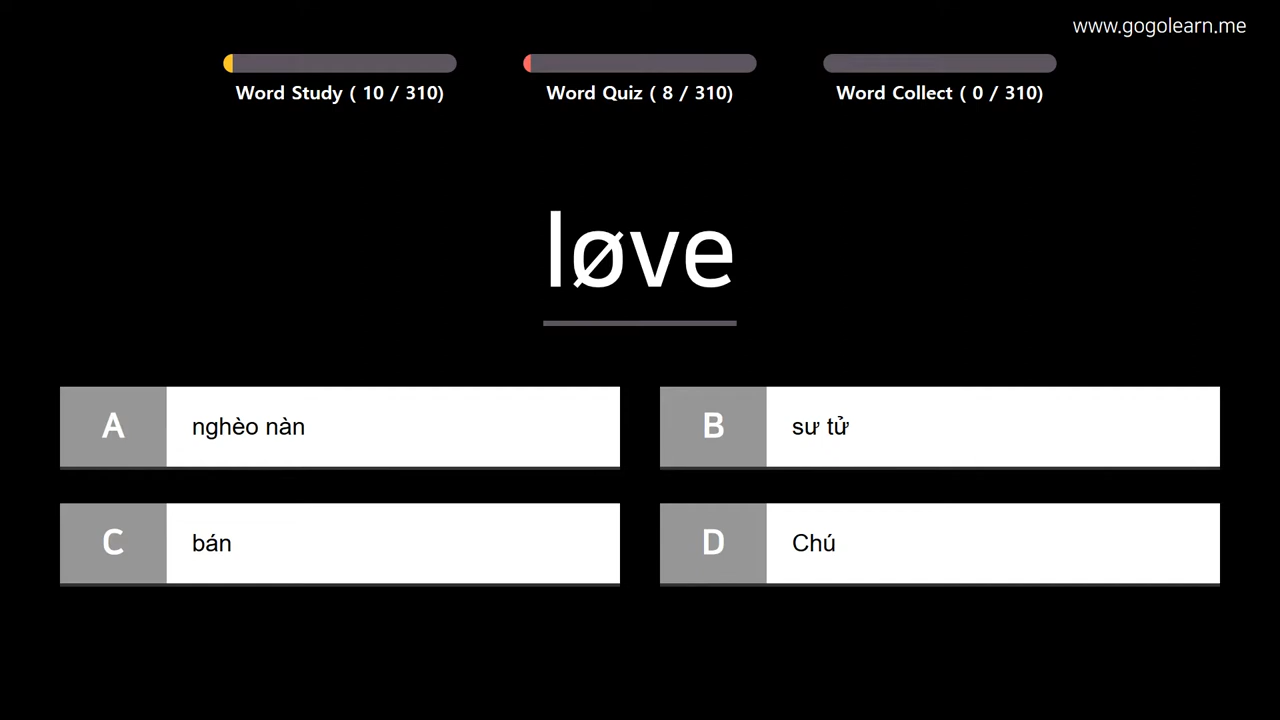 www.gogolearn.me
Word Study ( 10 / 310)
Word Quiz ( 8 / 310)
Word Collect ( 0 / 310)
løve
A nghèo nàn
B sư tử
C bán
D Chú